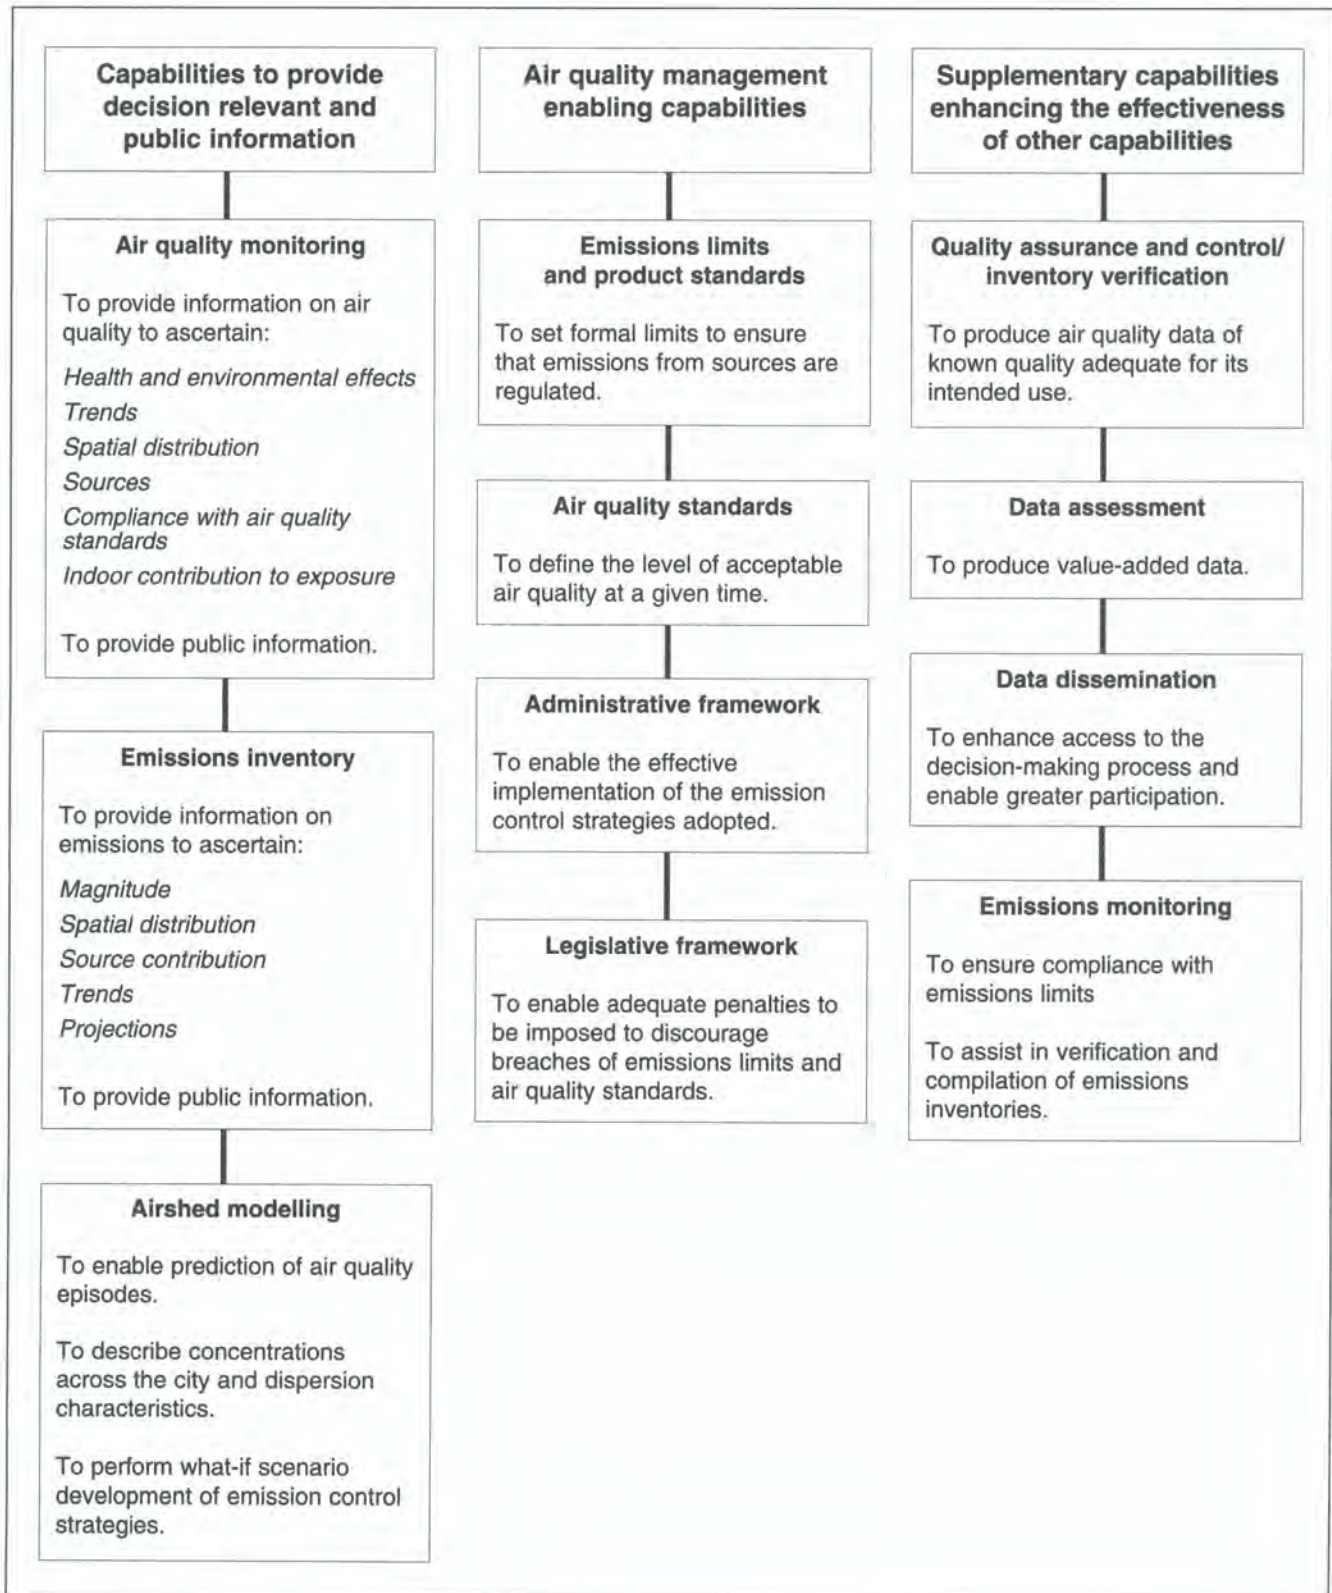 Capabilities to provide
decision relevant and
public information
Air quality monitoring
To provide information on air
quality to ascertain:
Health and environmental effects
Trends
Spatial distribution
Sources
Compliance with air quality
standards
Indoor contribution to exposure
To provide public information.
Emissions inventory
To provide information on
emissions to ascertain:
Magnitude
Spatial distribution
Source contribution
Trends
Projections
To provide public information.
Airshed modelling
To enable prediction of air quality
episodes.
To describe concentrations
across the city and dispersion
characteristics.
To perform what-if scenario
development of emission control
strategies.
Air quality management
enabling capabilities
Emissions limits
and product standards
To set formal limits to ensure
that emissions from sources are
regulated.
Air quality standards
To define the level of acceptable
air quality at a given time.
Administrative framework
To enable the effective
implementation of the emission
control strategies adopted.
Legislative framework
To enable adequate penalties to
be imposed to discourage
breaches of emissions limits and
air quality standards.
Supplementary capabilities
enhancing the effectiveness
of other capabilities
Quality assurance and control/
inventory verification
To produce air quality data of
known quality adequate for its
intended use.
Data assessment
To produce value-added data.
Data dissemination
To enhance access to the
decision-making process and
enable greater participation.
Emissions monitoring
To ensure compliance with
emissions limits
To assist in verification and
compilation of emissions
inventories.